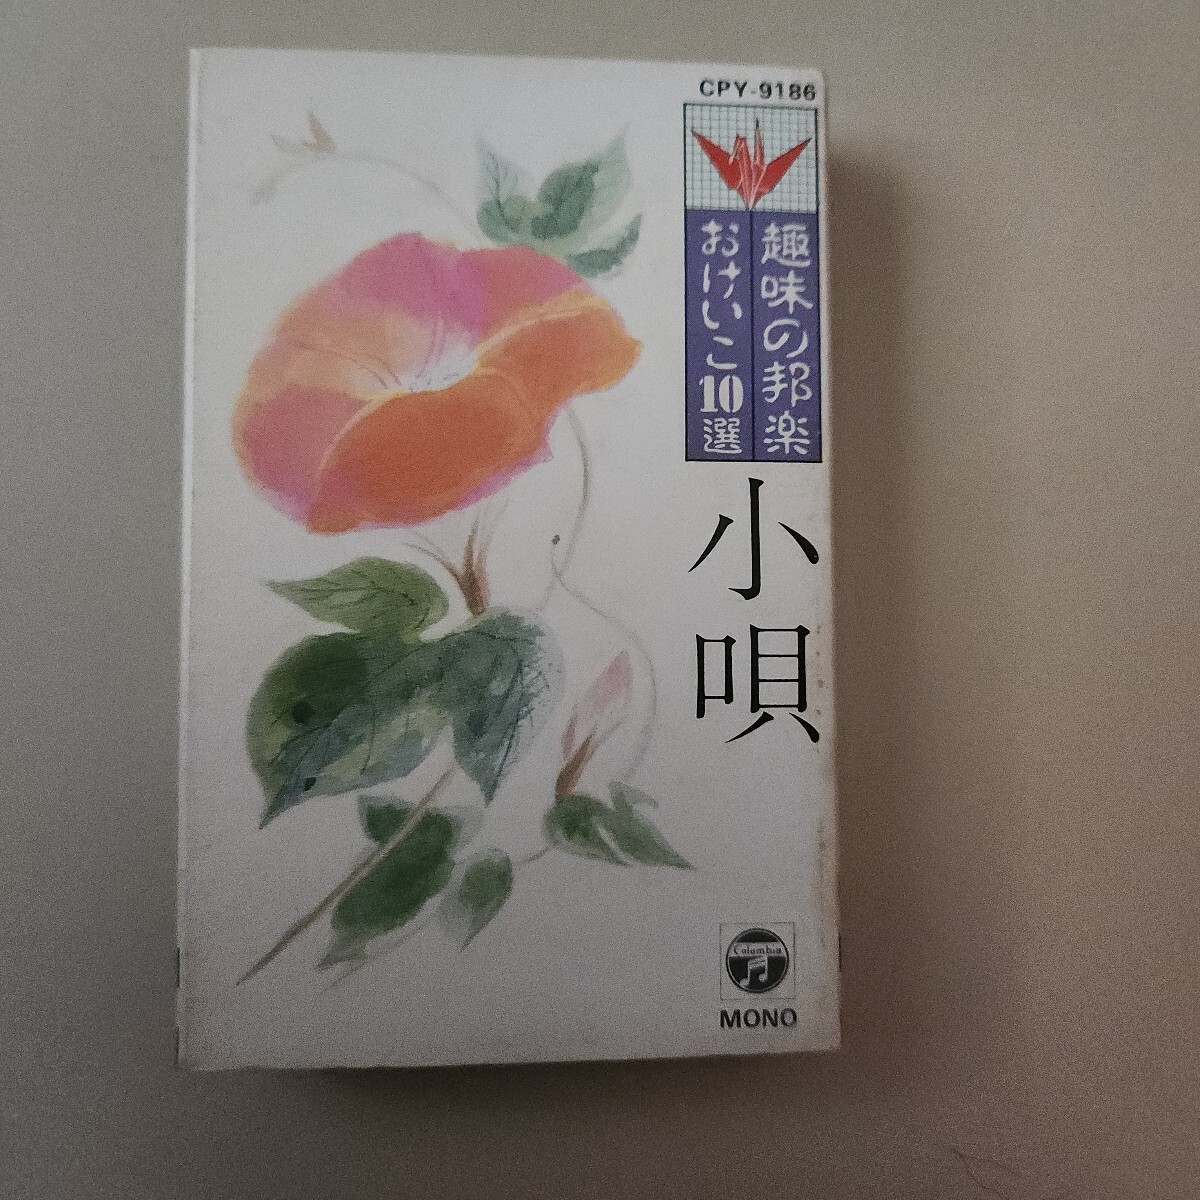 CPY-9186
趣味の邦楽
おけいこ10選
小唄
Columbia
MONO